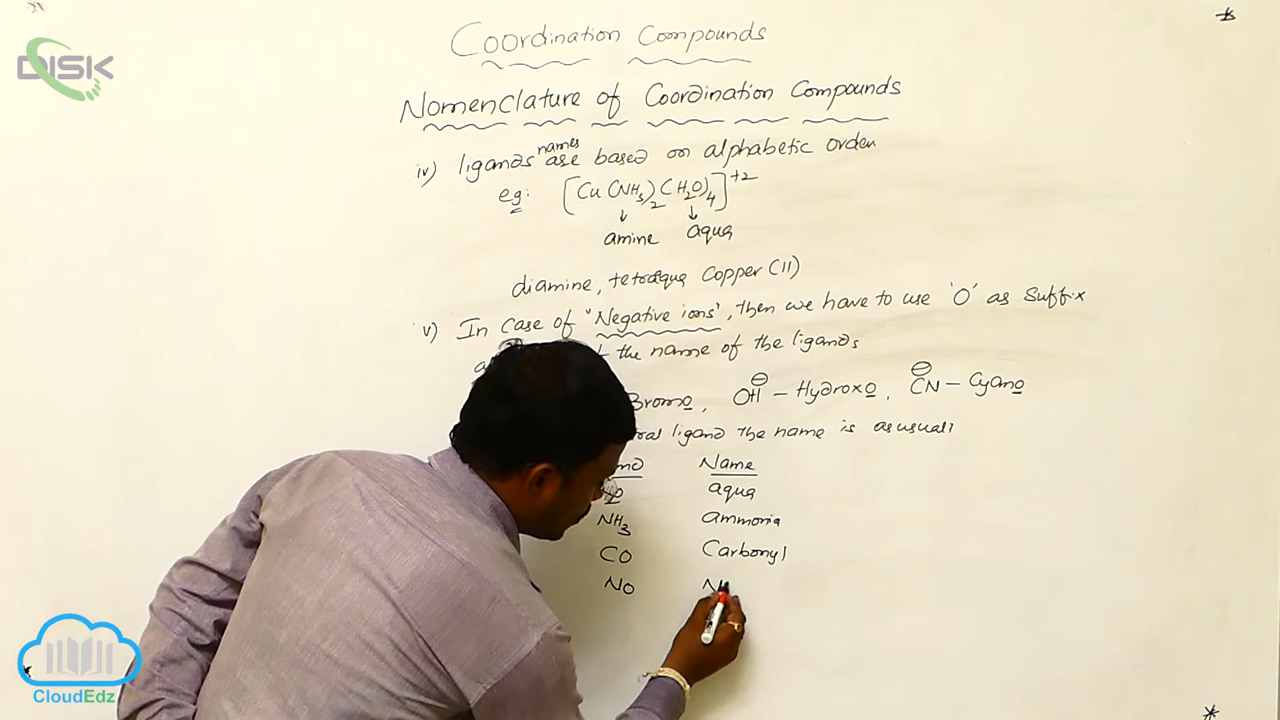 DISK
Coordination Compounds
Nomenclature of Coordination Compounds
iv) ligands names are based on alphabetic order
eg: [Cu(NH₃)₂(H₂O)₄]⁺²
↓ ↓
amine aqua
diamine, tetraaqua Copper (II)
v) In case of "Negative ions", then we have to use 'O' as Suffix
the name of the ligands
Bromo, OH⊖ – Hydroxo, CN⊖ – Cyano
ligand the name is as usual:
Name
aqua
NH₃ ammonia
CO Carbonyl
NO N
CloudEdz